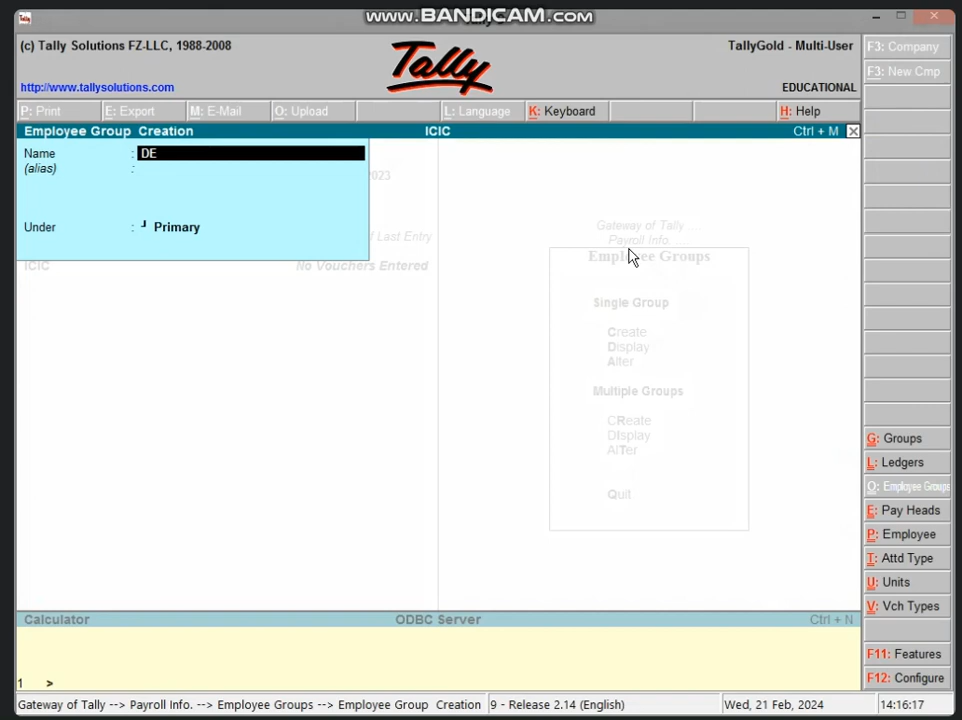 WWW.BANDICAM.COM
(c) Tally Solutions FZ-LLC, 1988-2008
Tally
TallyGold - Multi-User
F3: Company
http://www.tallysolutions.com
EDUCATIONAL
F3: New Cmp
P: Print
E: Export
M: E-Mail
O: Upload
L: Language
K: Keyboard
H: Help
Employee Group Creation
ICIC
Ctrl + M
Name : DE
(alias) :
Under : ┘ Primary
2023
of Last Entry
ICIC
No Vouchers Entered
Gateway of Tally ......
Payroll Info. ......
Employee Groups
Single Group
Create
Display
Alter
Multiple Groups
CReate
DIsplay
AlTer
Quit
G: Groups
L: Ledgers
O: Employee Groups
E: Pay Heads
P: Employee
T: Attd Type
U: Units
V: Vch Types
F11: Features
F12: Configure
Calculator
ODBC Server
Ctrl + N
1 >
Gateway of Tally --> Payroll Info. --> Employee Groups --> Employee Group Creation
9 - Release 2.14 (English)
Wed, 21 Feb, 2024
14:16:17